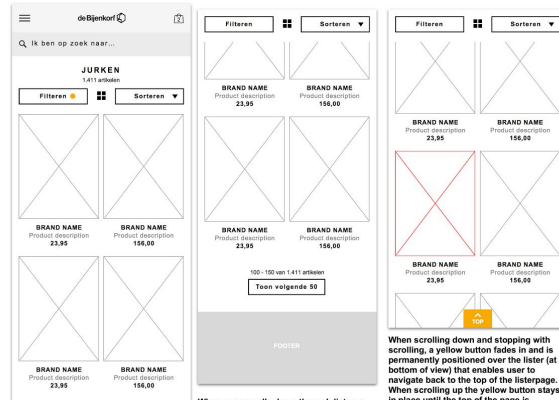 de Bijenkorf
2
Ik ben op zoek naar...
JURKEN
1.411 artikelen
Filteren
Sorteren
BRAND NAME
Product description
23,95
BRAND NAME
Product description
156,00
BRAND NAME
Product description
23,95
BRAND NAME
Product description
156,00
Filteren
Sorteren
BRAND NAME
Product description
23,95
BRAND NAME
Product description
156,00
BRAND NAME
Product description
23,95
BRAND NAME
Product description
156,00
100 - 150 van 1.411 artikelen
Toon volgende 50
FOOTER
Filteren
Sorteren
BRAND NAME
Product description
23,95
BRAND NAME
Product description
156,00
BRAND NAME
Product description
23,95
BRAND NAME
Product description
156,00
TOP
When scrolling down and stopping with
scrolling, a yellow button fades in and is
permanently positioned over the lister (at
bottom of view) that enables user to
navigate back to the top of the listerpage.
When scrolling up the yellow button stays
in place until the top of the page is